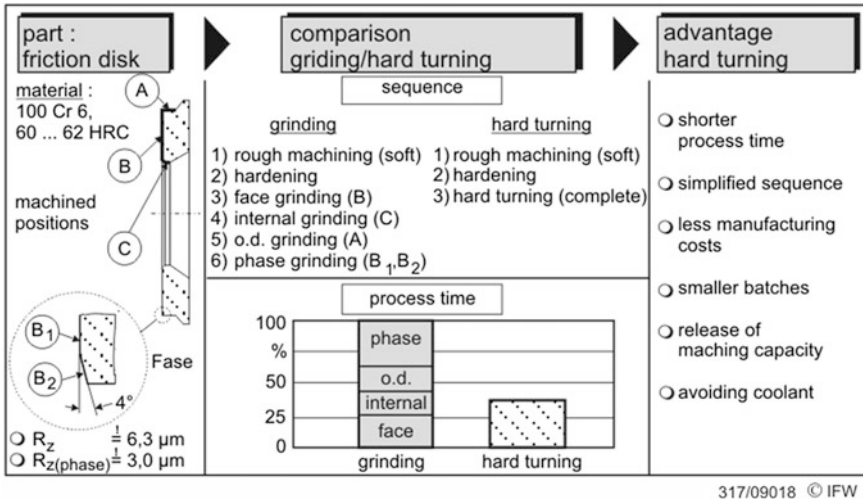 part :
friction disk
comparison
griding/hard turning
advantage
hard turning
material :
100 Cr 6,
60 ... 62 HRC
A
B
machined
positions
C
B1
B2
Fase
4°
Rz != 6,3 µm
Rz(phase) != 3,0 µm
sequence
grinding
1) rough machining (soft)
2) hardening
3) face grinding (B)
4) internal grinding (C)
5) o.d. grinding (A)
6) phase grinding (B1,B2)
hard turning
1) rough machining (soft)
2) hardening
3) hard turning (complete)
process time
100
%
50
25
0
phase
o.d.
internal
face
grinding
hard turning
shorter
process time
simplified sequence
less manufacturing
costs
smaller batches
release of
maching capacity
avoiding coolant
317/09018 © IFW